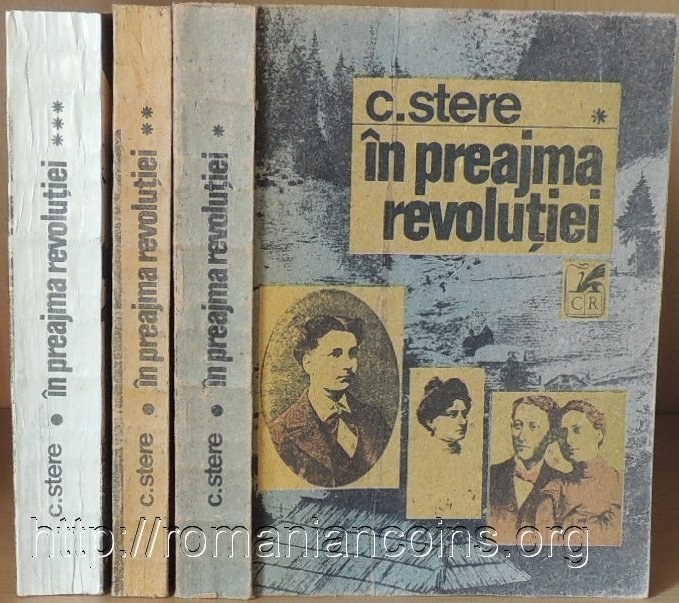 c.stere • în preajma revoluției ***
c.stere • în preajma revoluției **
c.stere • în preajma revoluției *
c.stere *
în preajma
revoluției
C R
http://romaniancoins.org